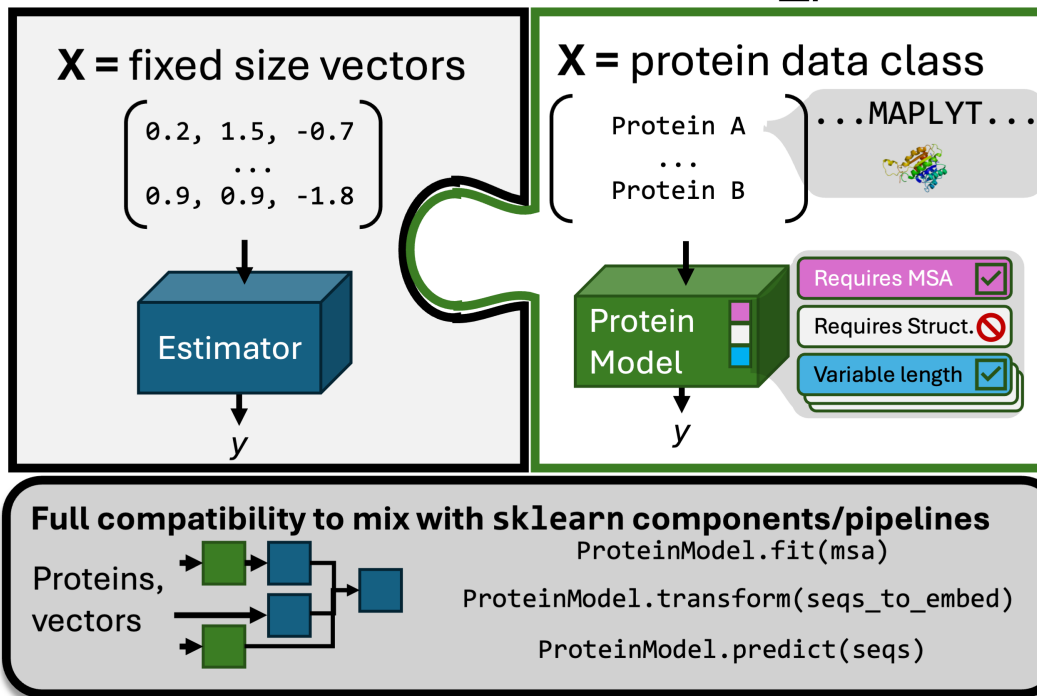 X = fixed size vectors
0.2, 1.5, -0.7
...
0.9, 0.9, -1.8
Estimator
y
X = protein data class
Protein A
...
Protein B
...MAPLYT...
Protein
Model
Requires MSA
Requires Struct.
Variable length
y
Full compatibility to mix with sklearn components/pipelines
Proteins,
vectors
ProteinModel.fit(msa)
ProteinModel.transform(seqs_to_embed)
ProteinModel.predict(seqs)